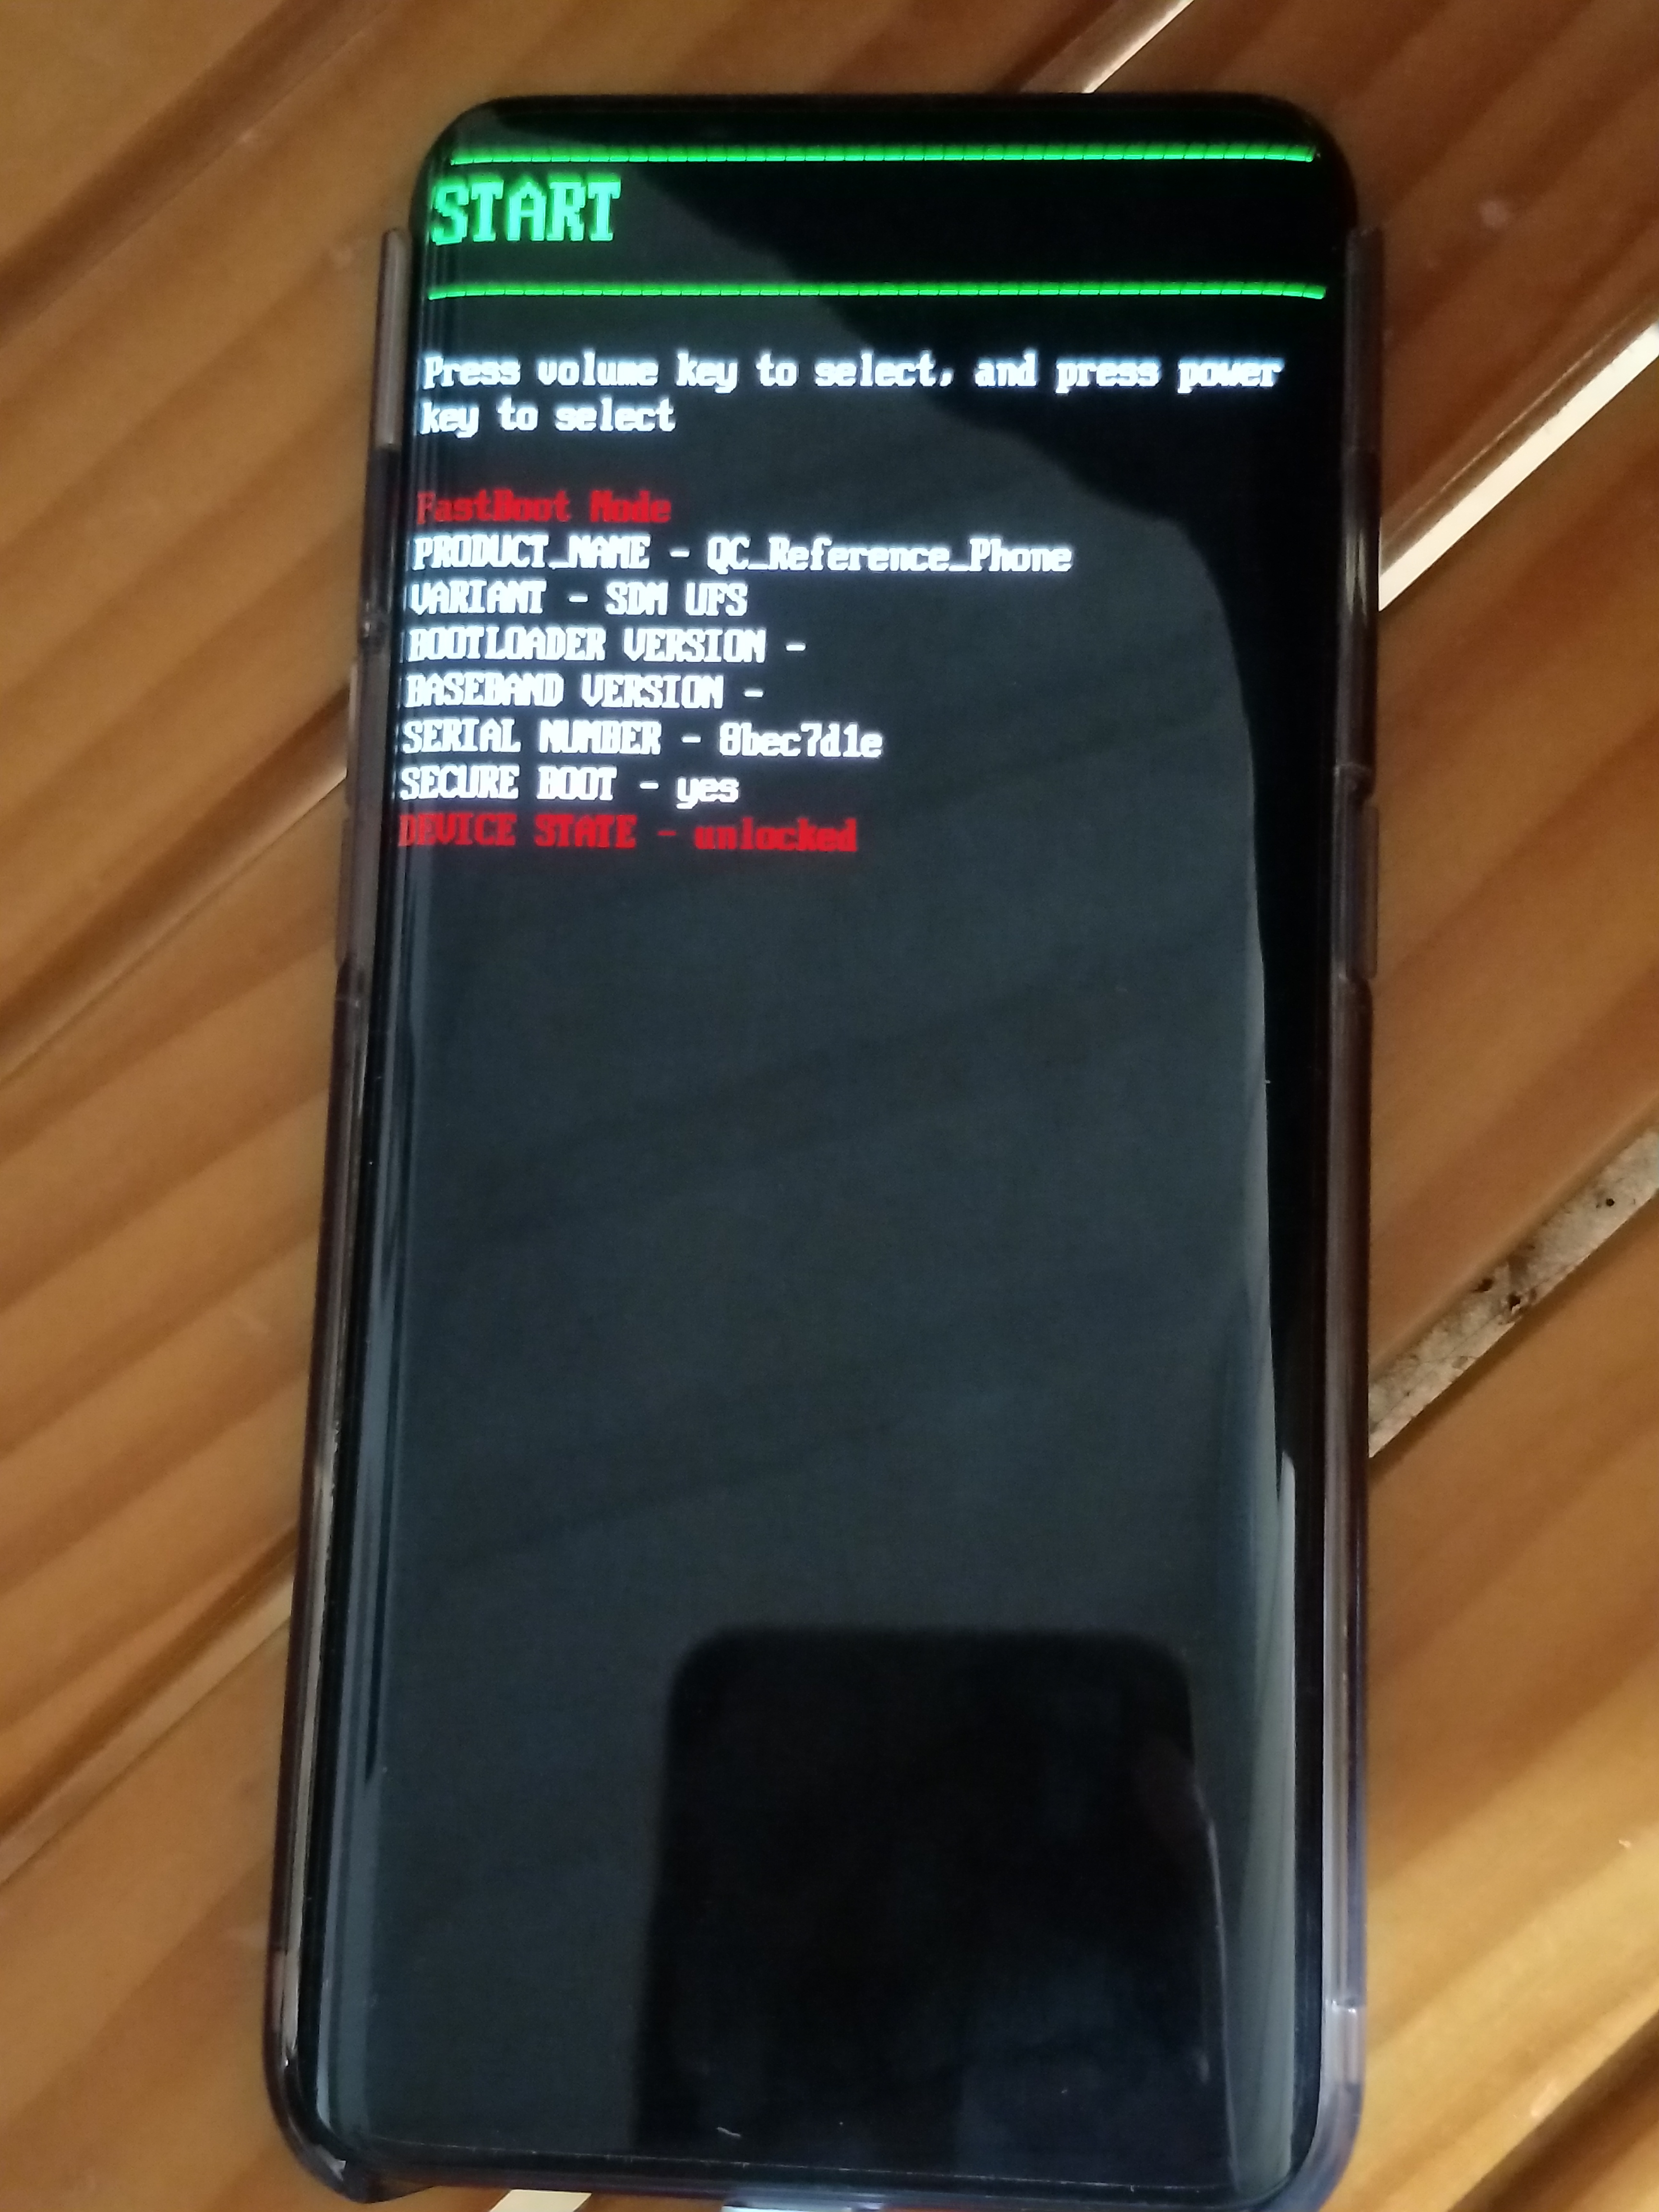 START
Press volume key to select, and press power
key to select
FastBoot Mode
PRODUCT_NAME - QC_Reference_Phone
VARIANT - SDM UFS
BOOTLOADER VERSION -
BASEBAND VERSION -
SERIAL NUMBER - 8bec7d1e
SECURE BOOT - yes
DEVICE STATE - unlocked